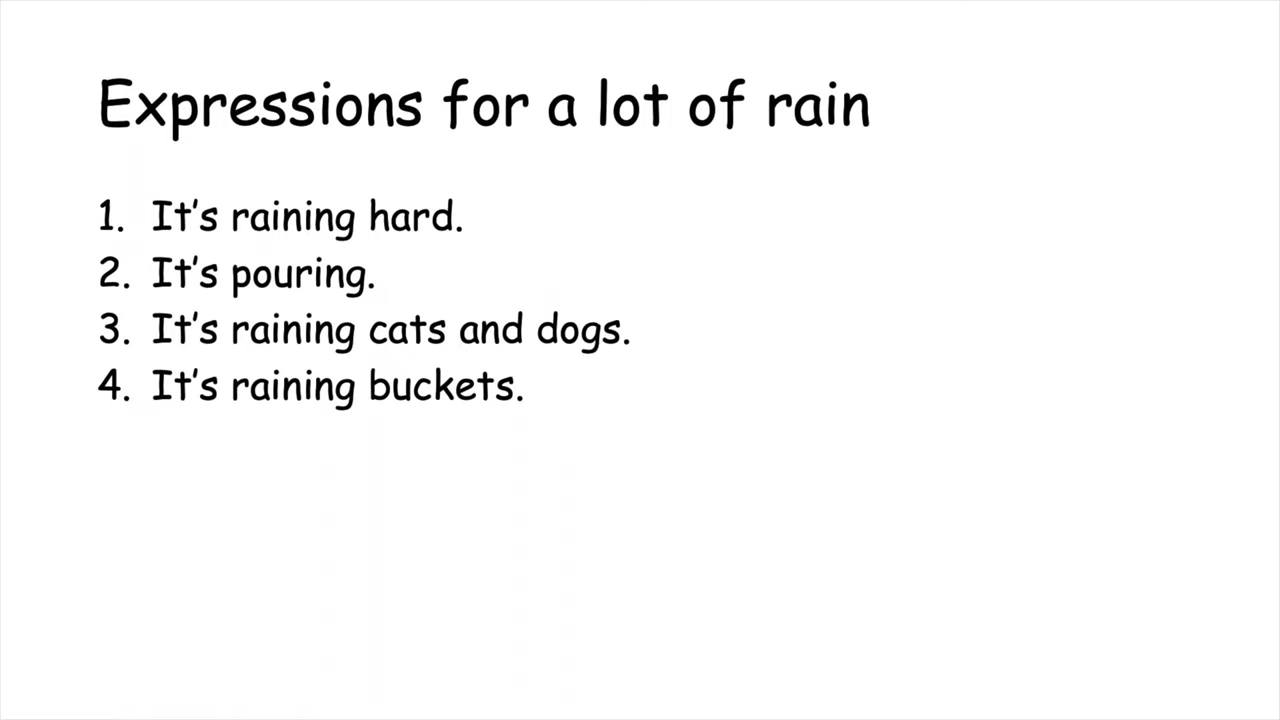 Expressions for a lot of rain
1. It's raining hard.
2. It's pouring.
3. It's raining cats and dogs.
4. It's raining buckets.